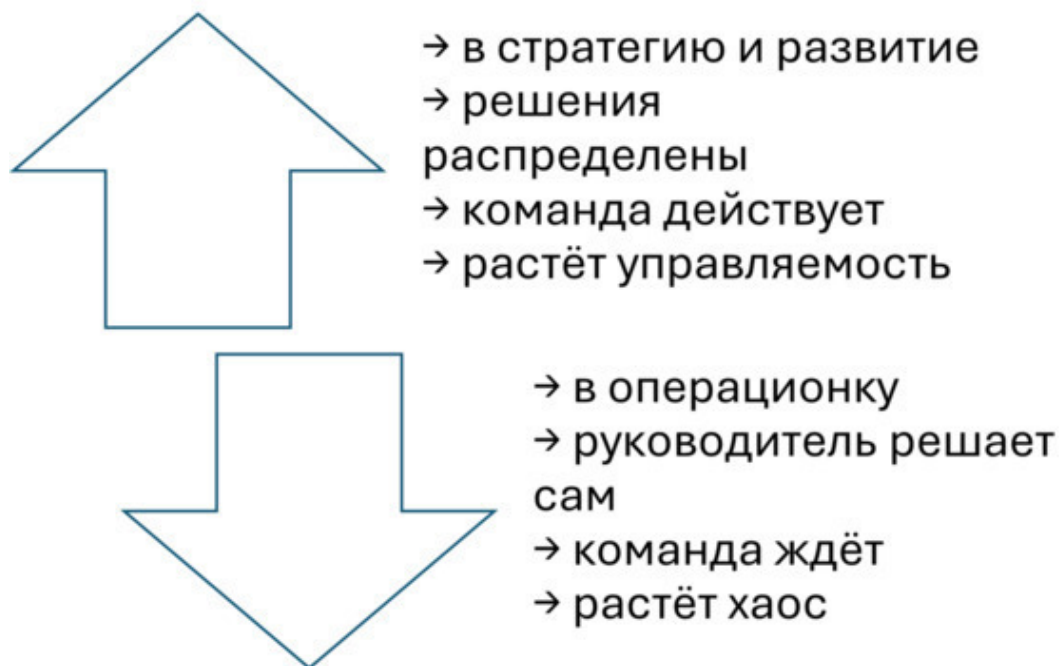 → в стратегию и развитие
→ решения
распределены
→ команда действует
→ растёт управляемость
→ в операционку
→ руководитель решает
сам
→ команда ждёт
→ растёт хаос